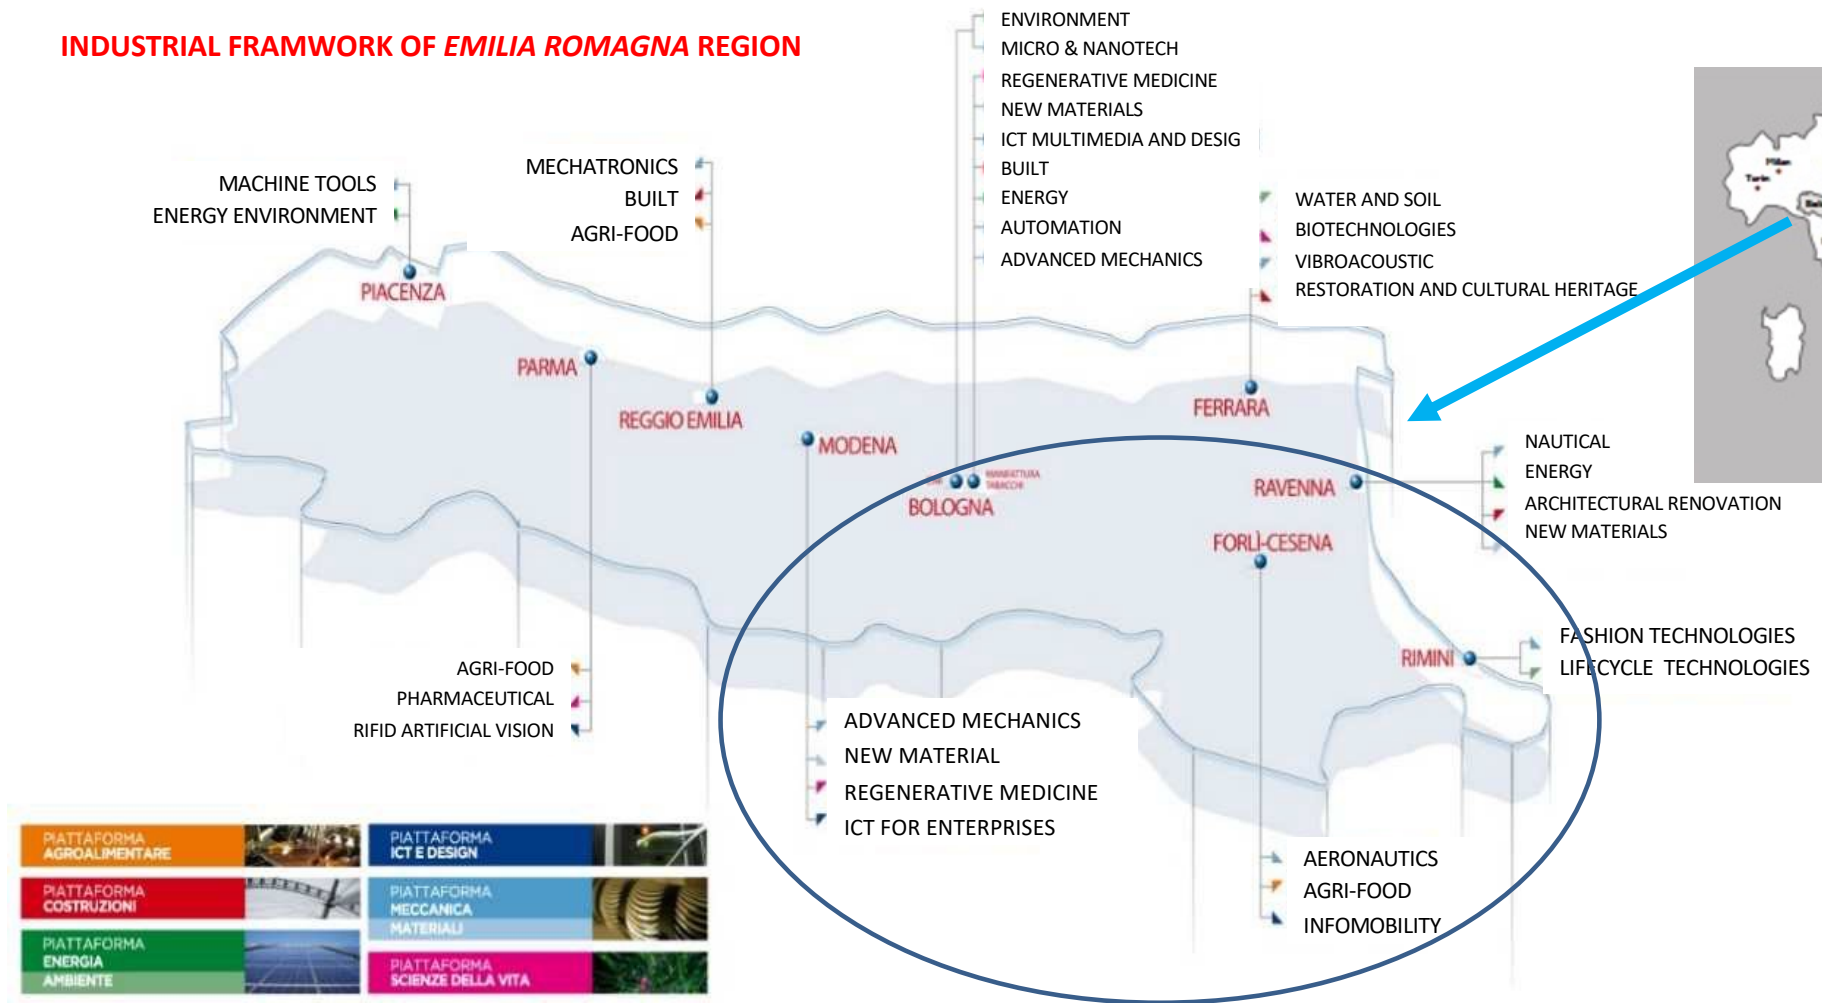 INDUSTRIAL FRAMWORK OF EMILIA ROMAGNA REGION
ENVIRONMENT
MICRO & NANOTECH
REGENERATIVE MEDICINE
NEW MATERIALS
ICT MULTIMEDIA AND DESIG
BUILT
ENERGY
AUTOMATION
ADVANCED MECHANICS
MACHINE TOOLS
ENERGY ENVIRONMENT
MECHATRONICS
BUILT
AGRI-FOOD
WATER AND SOIL
BIOTECHNOLOGIES
VIBROACOUSTIC
RESTORATION AND CULTURAL HERITAGE
Milan
Turin
PIACENZA
PARMA
REGGIO EMILIA
MODENA
MANIFATTURA
TABACCHI
BOLOGNA
FERRARA
RAVENNA
FORLÌ-CESENA
RIMINI
NAUTICAL
ENERGY
ARCHITECTURAL RENOVATION
NEW MATERIALS
FASHION TECHNOLOGIES
LIFECYCLE TECHNOLOGIES
AGRI-FOOD
PHARMACEUTICAL
RIFID ARTIFICIAL VISION
ADVANCED MECHANICS
NEW MATERIAL
REGENERATIVE MEDICINE
ICT FOR ENTERPRISES
AERONAUTICS
AGRI-FOOD
INFOMOBILITY
PIATTAFORMA
AGROALIMENTARE
PIATTAFORMA
ICT E DESIGN
PIATTAFORMA
COSTRUZIONI
PIATTAFORMA
MECCANICA
MATERIALI
PIATTAFORMA
ENERGIA
AMBIENTE
PIATTAFORMA
SCIENZE DELLA VITA